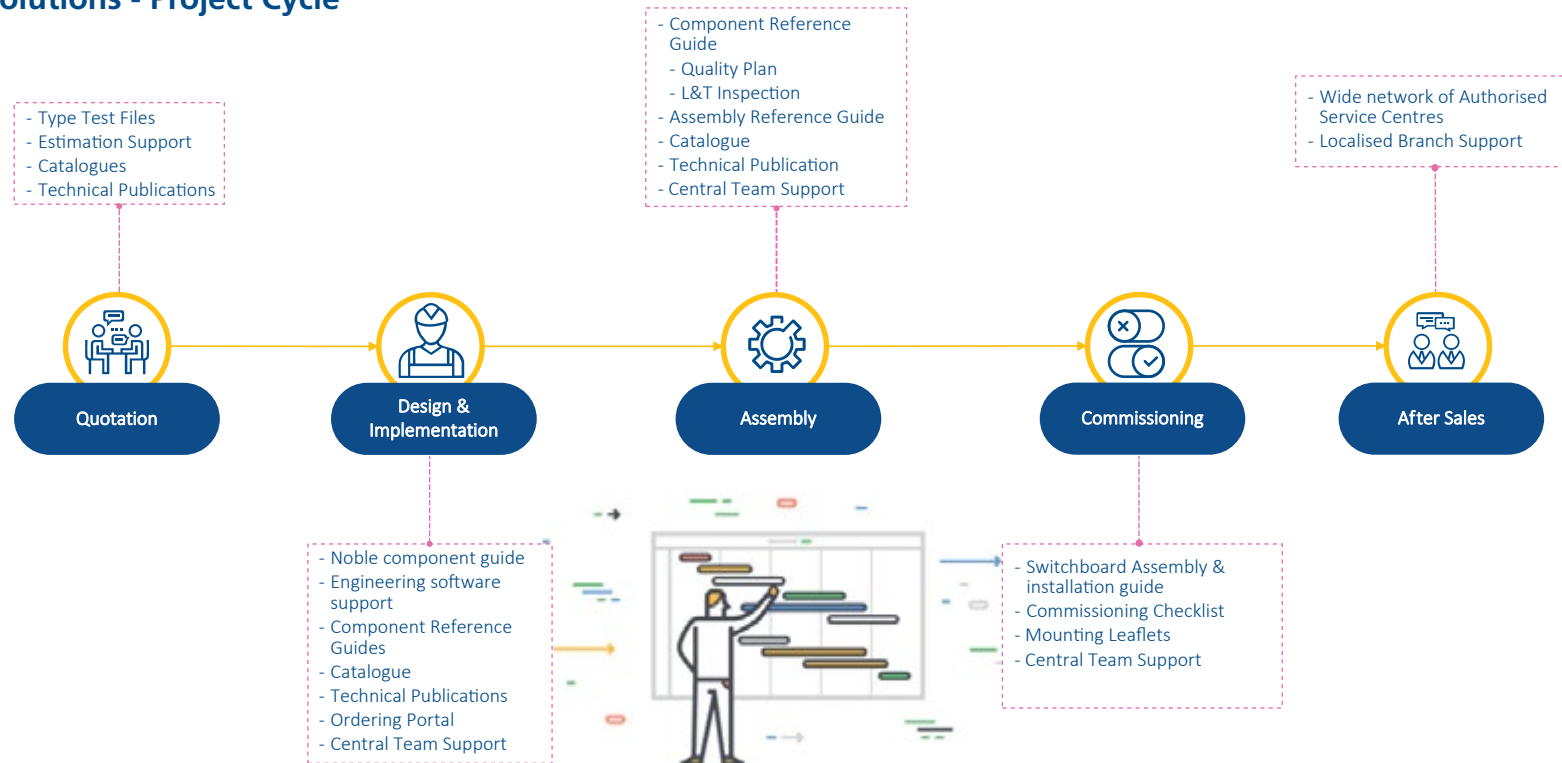 - Project Cycle
- Component Reference
Guide
- Quality Plan
- L&T Inspection
- Assembly Reference Guide
- Catalogue
- Technical Publication
- Central Team Support
- Type Test Files
- Estimation Support
- Catalogues
- Technical Publications
- Wide network of Authorised
Service Centres
- Localised Branch Support
Quotation
Design &
Implementation
Assembly
Commissioning
After Sales
- Noble component guide
- Engineering software
support
- Component Reference
Guides
- Catalogue
- Technical Publications
- Ordering Portal
- Central Team Support
- Switchboard Assembly &
installation guide
- Commissioning Checklist
- Mounting Leaflets
- Central Team Support